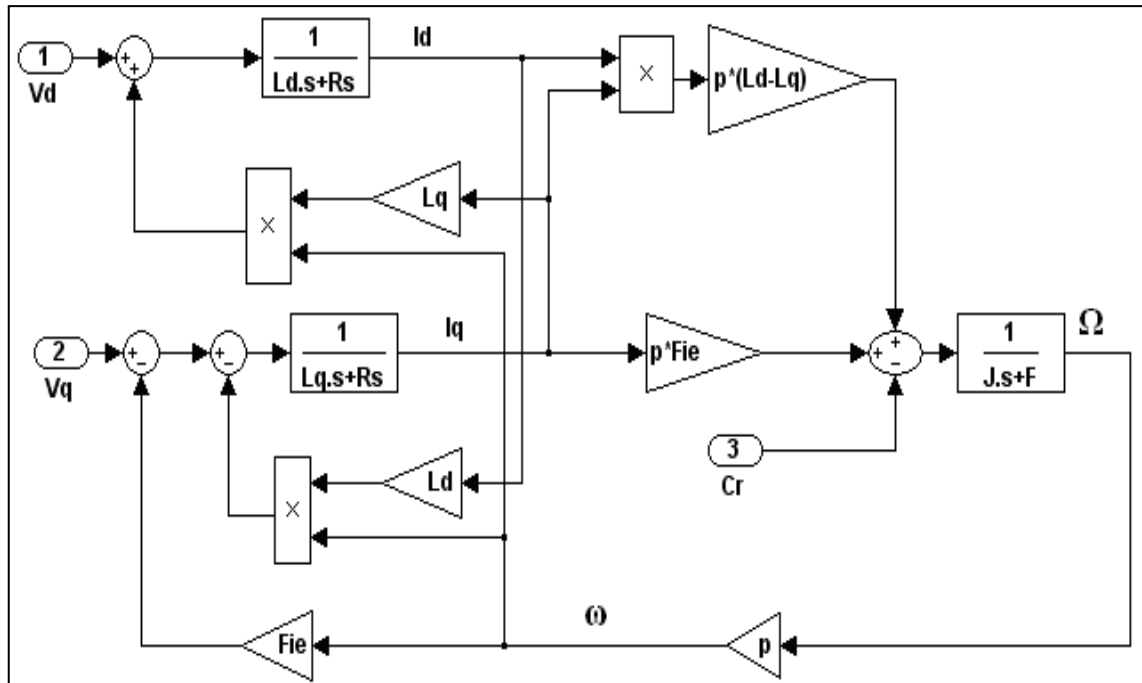 1
Vd
+
+
1
Ld.s+Rs
Id
×
p*(Ld-Lq)
×
Lq
2
Vq
+
−
+
−
1
Lq.s+Rs
Iq
p*Fie
+
+
−
1
J.s+F
Ω
3
Cr
×
Ld
Fie
ω
p